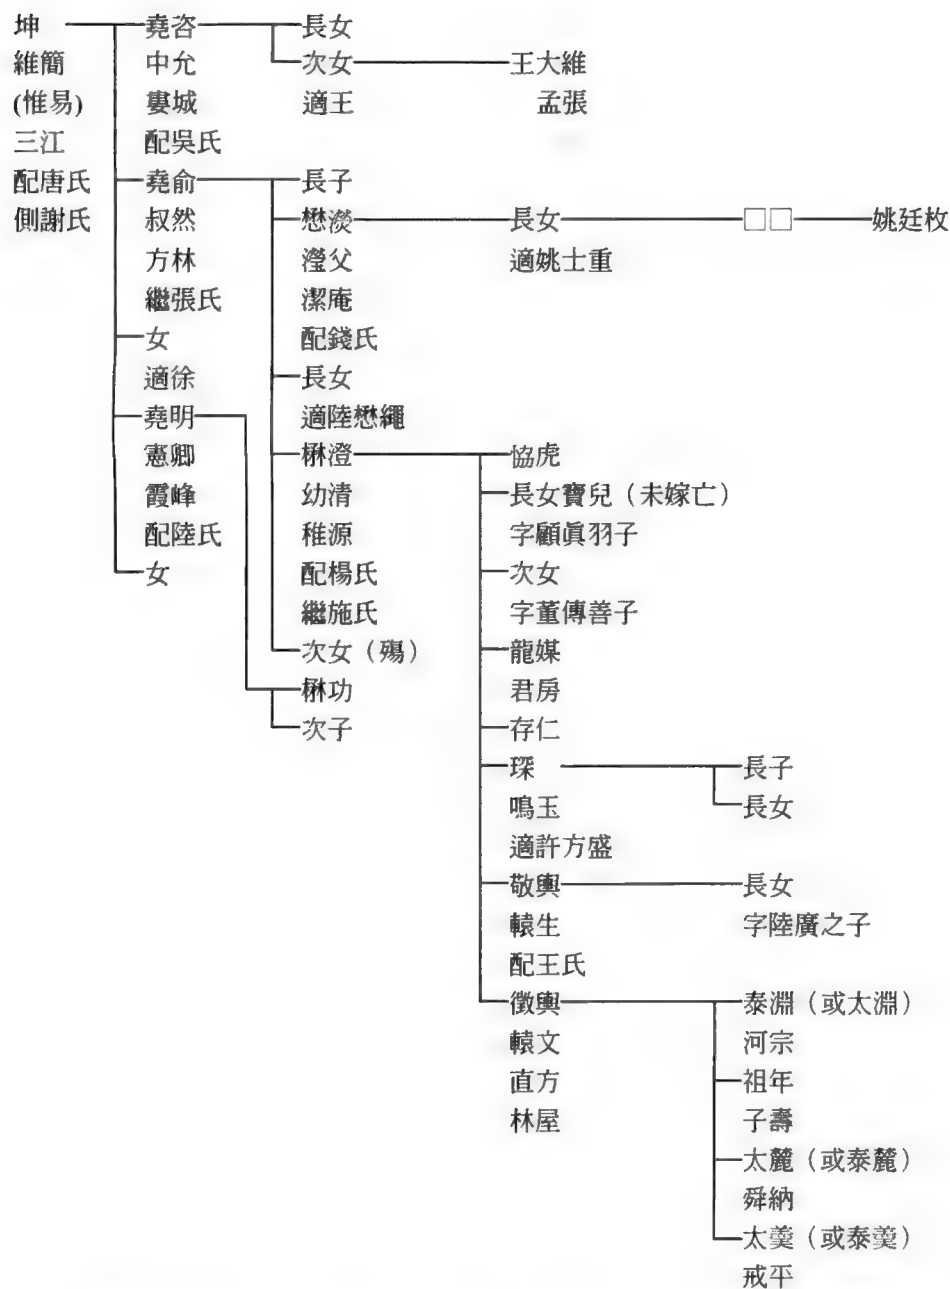 坤 堯咨 長女
維簡 中允 次女 王大維
(惟易) 婁城 適王 孟張
三江 配吳氏
配唐氏 堯俞 長子
側謝氏 叔然 懋濙 長女 □□ 姚廷枚
方林 瀅父 適姚士重
繼張氏 潔庵
女 配錢氏
適徐 長女
堯明 適陸懋繩
憲卿 楙澄 協虎
霞峰 幼清 長女寶兒（未嫁亡）
配陸氏 稚源 字顧眞羽子
女 配楊氏 次女
繼施氏 字董傳善子
次女（殤） 龍媒
楙功 君房
次子 存仁
琛 長子
鳴玉 長女
適許方盛
敬輿 長女
轅生 字陸廣之子
配王氏
徵輿 泰淵（或太淵）
轅文 河宗
直方 祖年
林屋 子壽
太麓（或泰麓）
舜納
太羹（或泰羹）
戒平